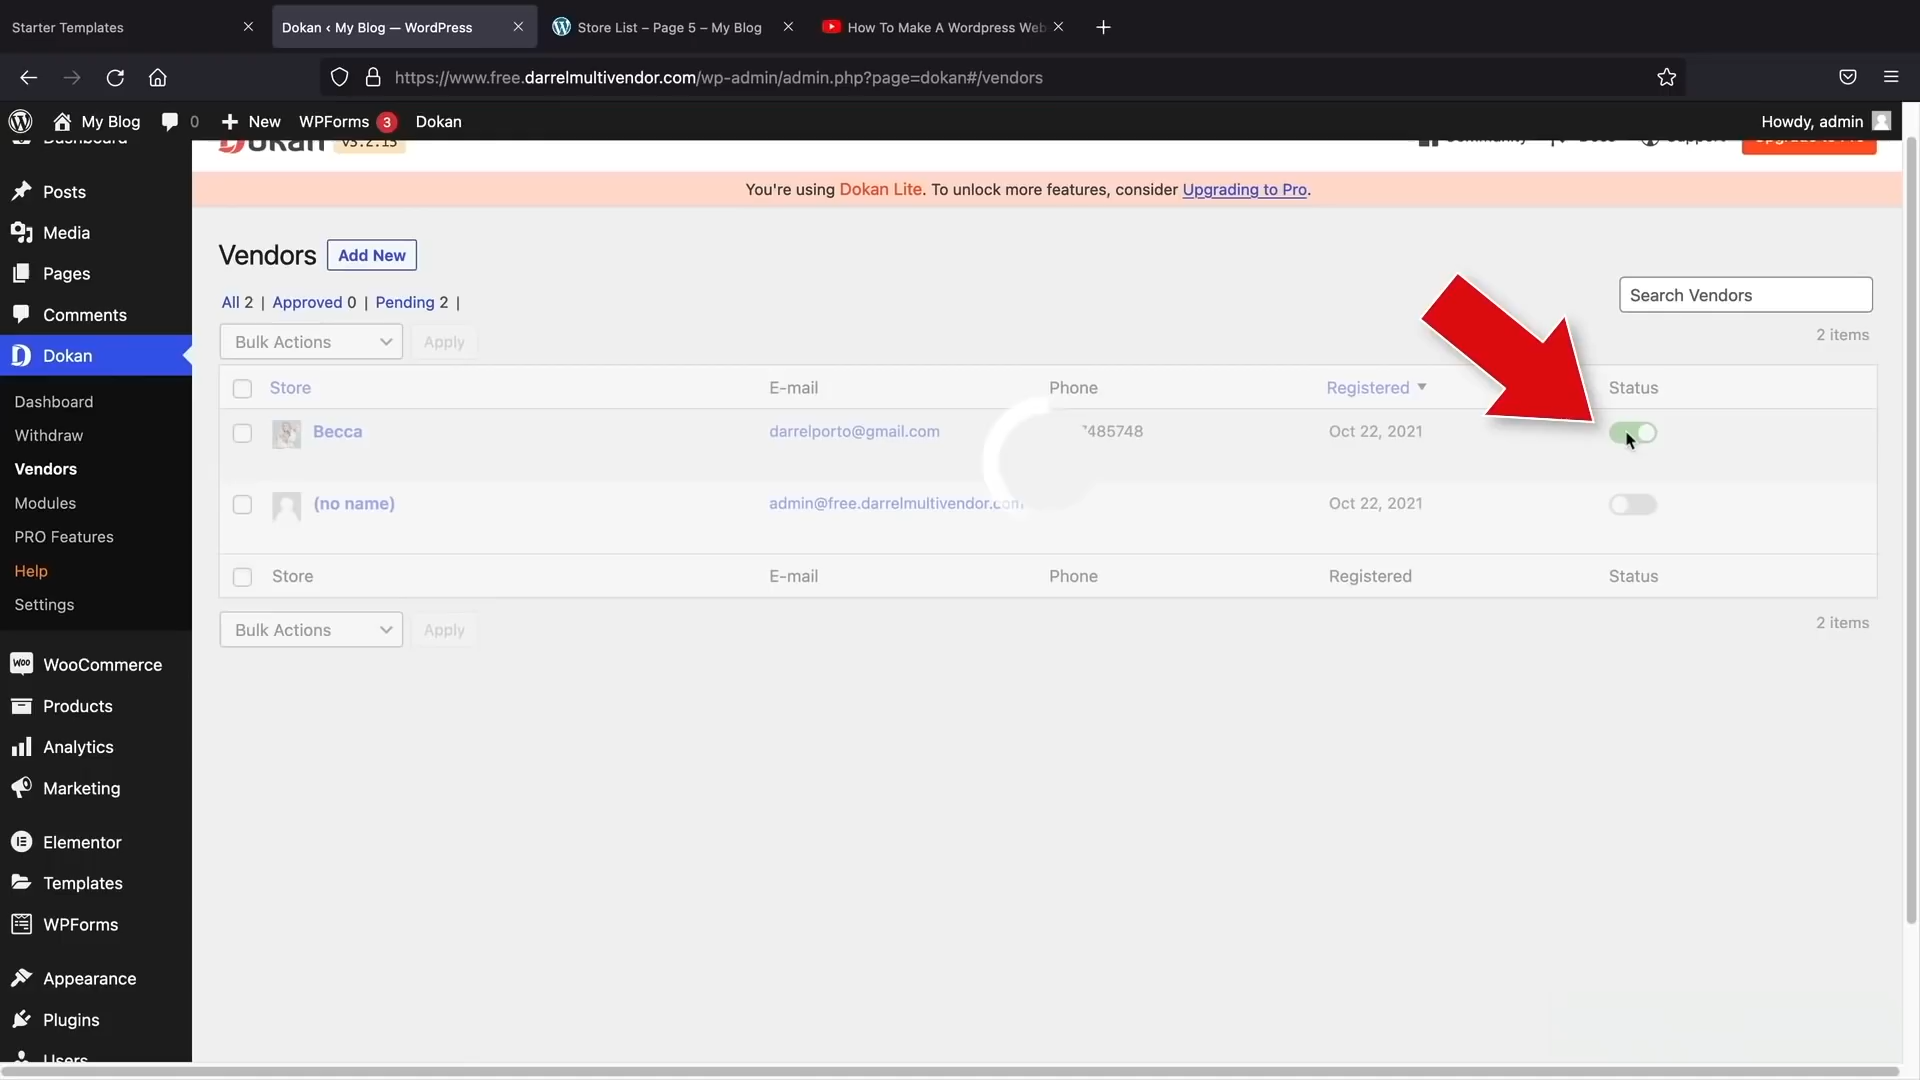 Starter Templates
Dokan ‹ My Blog — WordPress
Store List – Page 5 – My Blog
How To Make A Wordpress Web
https://www.free.darrelmultivendor.com/wp-admin/admin.php?page=dokan#/vendors
My Blog
0
New
WPForms 3
Dokan
Howdy, admin
Dashboard
Dokan
v3.2.15
Community
Docs
Support
Upgrade to Pro
You're using Dokan Lite. To unlock more features, consider Upgrading to Pro.
Posts
Media
Pages
Comments
Dokan
Dashboard
Withdraw
Vendors
Modules
PRO Features
Help
Settings
WOO WooCommerce
Products
Analytics
Marketing
Elementor
Templates
WPForms
Appearance
Plugins
Users
Vendors
Add New
All 2 | Approved 0 | Pending 2 |
Search Vendors
Bulk Actions
Apply
2 items
Store E-mail Phone Registered Status
Becca darrelporto@gmail.com 485748 Oct 22, 2021
(no name) admin@free.darrelmultivendor.com Oct 22, 2021
Store E-mail Phone Registered Status
Bulk Actions
Apply
2 items